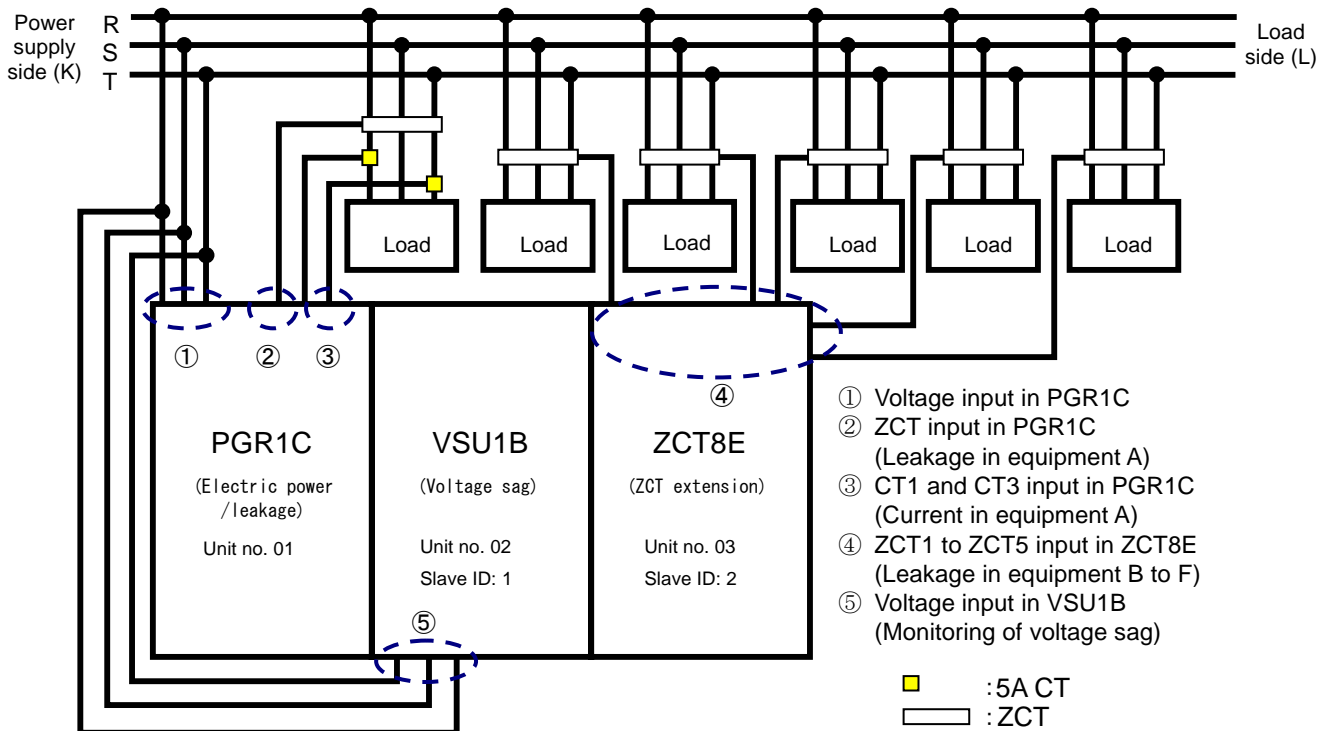 Power
supply
side (K)
R
S
T
Load
side (L)
Load
Load
Load
Load
Load
Load
①
②
③
④
PGR1C
(Electric power
/leakage)
Unit no. 01
VSU1B
(Voltage sag)
Unit no. 02
Slave ID: 1
⑤
ZCT8E
(ZCT extension)
Unit no. 03
Slave ID: 2
① Voltage input in PGR1C
② ZCT input in PGR1C
(Leakage in equipment A)
③ CT1 and CT3 input in PGR1C
(Current in equipment A)
④ ZCT1 to ZCT5 input in ZCT8E
(Leakage in equipment B to F)
⑤ Voltage input in VSU1B
(Monitoring of voltage sag)
: 5A CT
: ZCT